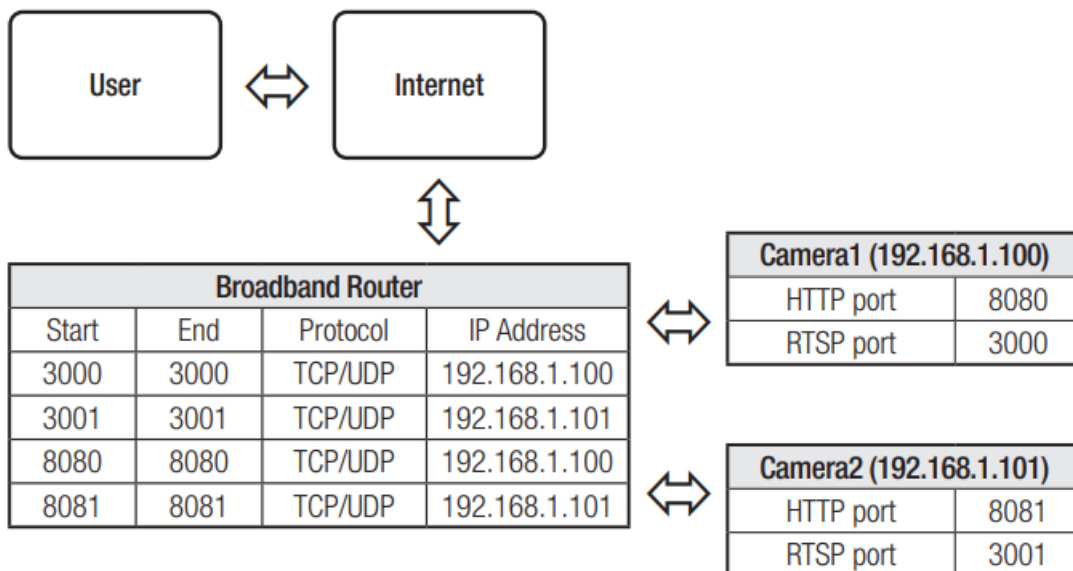 User
Internet
Broadband Router
Start End Protocol IP Address
3000 3000 TCP/UDP 192.168.1.100
3001 3001 TCP/UDP 192.168.1.101
8080 8080 TCP/UDP 192.168.1.100
8081 8081 TCP/UDP 192.168.1.101
Camera1 (192.168.1.100)
HTTP port 8080
RTSP port 3000
Camera2 (192.168.1.101)
HTTP port 8081
RTSP port 3001